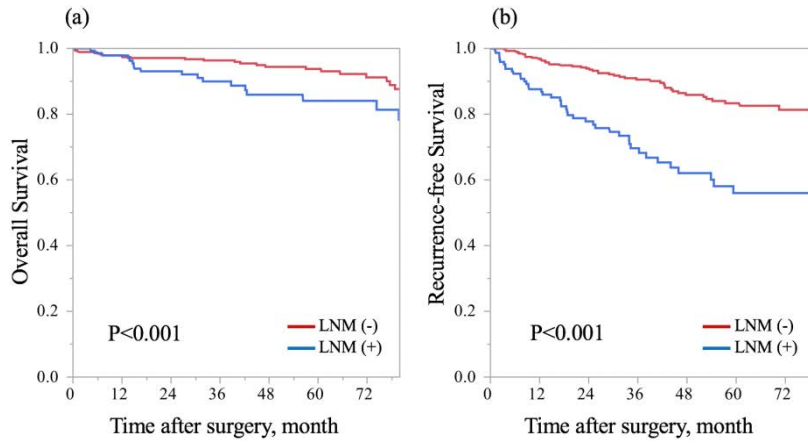 (a)
Overall Survival
1.0
0.8
0.6
0.4
0.2
0.0
P<0.001
LNM (-)
LNM (+)
0 12 24 36 48 60 72
Time after surgery, month
(b)
Recurrence-free Survival
1.0
0.8
0.6
0.4
0.2
0.0
P<0.001
LNM (-)
LNM (+)
0 12 24 36 48 60 72
Time after surgery, month